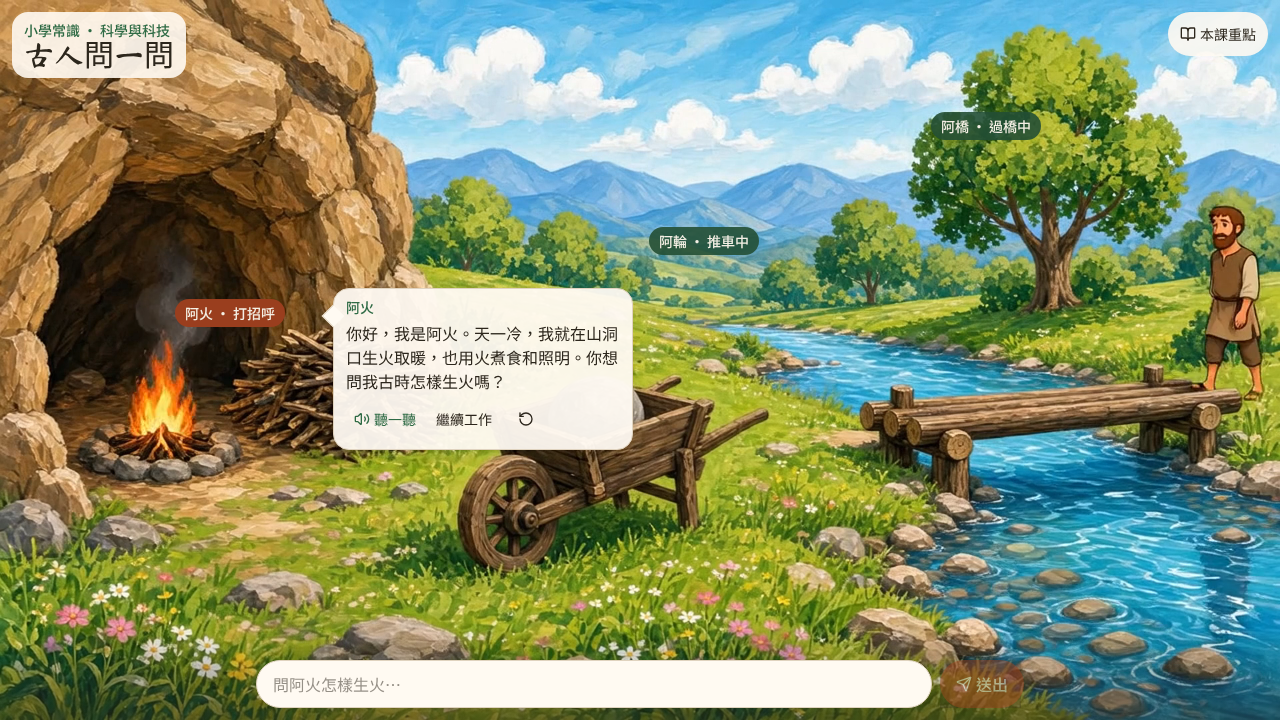 小學常識・科學與科技
古人問一問
本課重點
阿橋・過橋中
阿輪・推車中
阿火・打招呼
阿火
你好，我是阿火。天一冷，我就在山洞
口生火取暖，也用火煮食和照明。你想
問我古時怎樣生火嗎？
聽一聽
繼續工作
問阿火怎樣生火⋯
送出